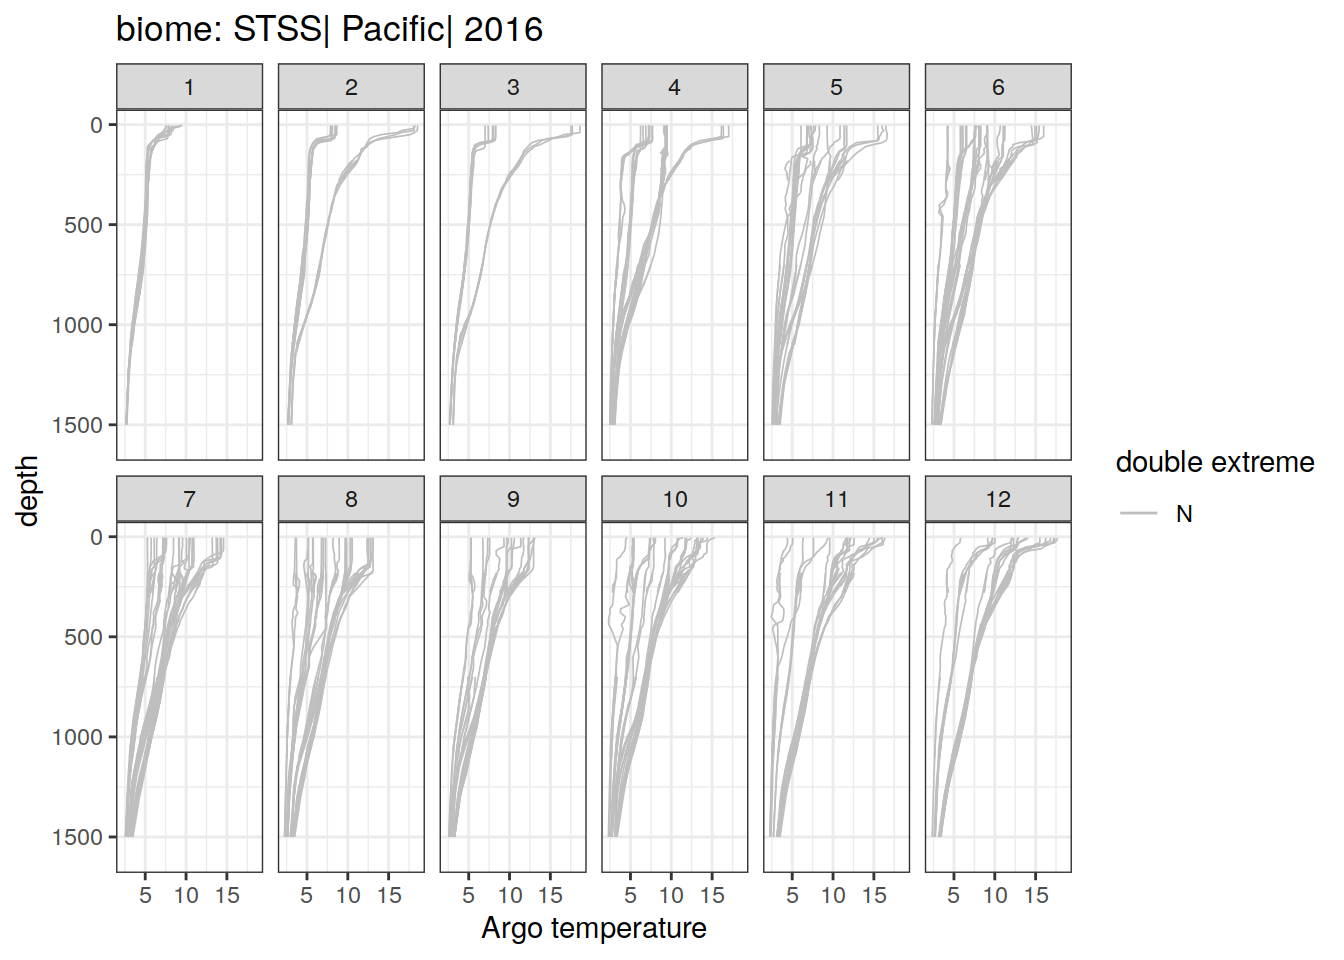 biome: STSS| Pacific| 2016
1 2 3 4 5 6
0
500
1000
1500
7 8 9 10 11 12
0
500
1000
1500
depth
5 10 15 5 10 15 5 10 15 5 10 15 5 10 15 5 10 15
Argo temperature
double extreme
N